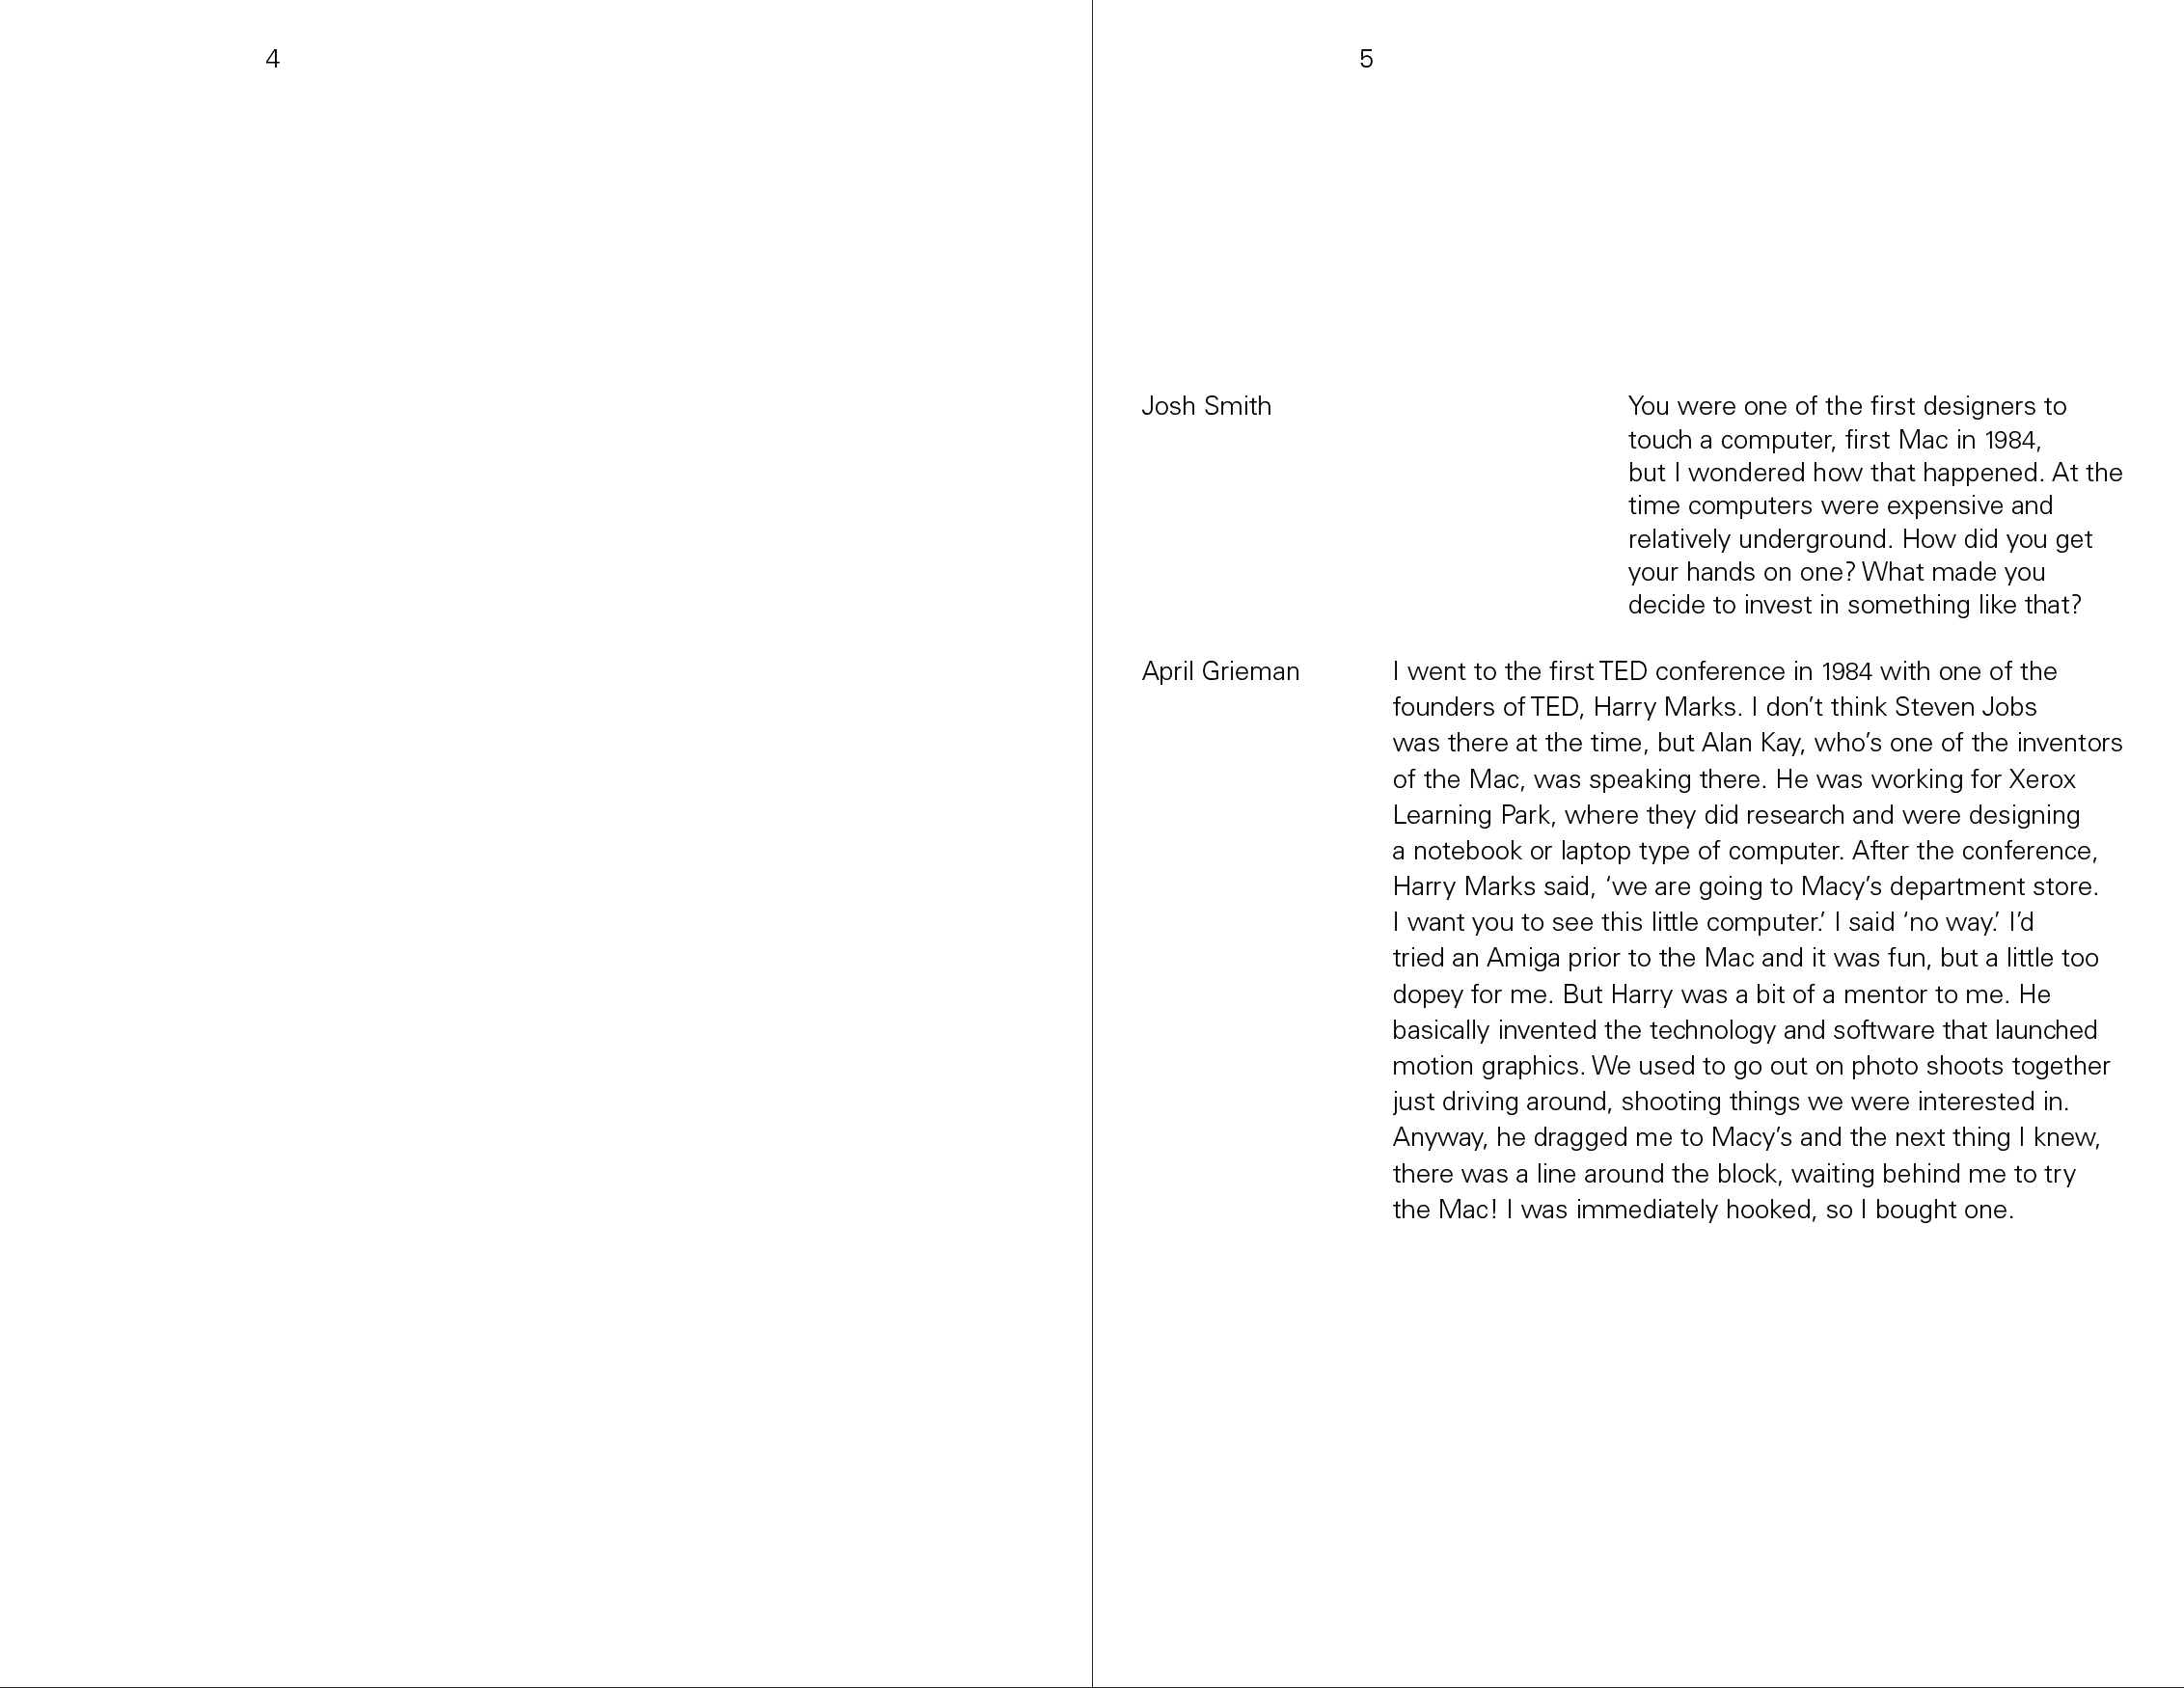 4
5
Josh Smith
You were one of the first designers to
touch a computer, first Mac in 1984,
but I wondered how that happened. At the
time computers were expensive and
relatively underground. How did you get
your hands on one? What made you
decide to invest in something like that?
April Grieman
I went to the first TED conference in 1984 with one of the
founders of TED, Harry Marks. I don’t think Steven Jobs
was there at the time, but Alan Kay, who’s one of the inventors
of the Mac, was speaking there. He was working for Xerox
Learning Park, where they did research and were designing
a notebook or laptop type of computer. After the conference,
Harry Marks said, ‘we are going to Macy’s department store.
I want you to see this little computer.’ I said ‘no way.’ I’d
tried an Amiga prior to the Mac and it was fun, but a little too
dopey for me. But Harry was a bit of a mentor to me. He
basically invented the technology and software that launched
motion graphics. We used to go out on photo shoots together
just driving around, shooting things we were interested in.
Anyway, he dragged me to Macy’s and the next thing I knew,
there was a line around the block, waiting behind me to try
the Mac! I was immediately hooked, so I bought one.